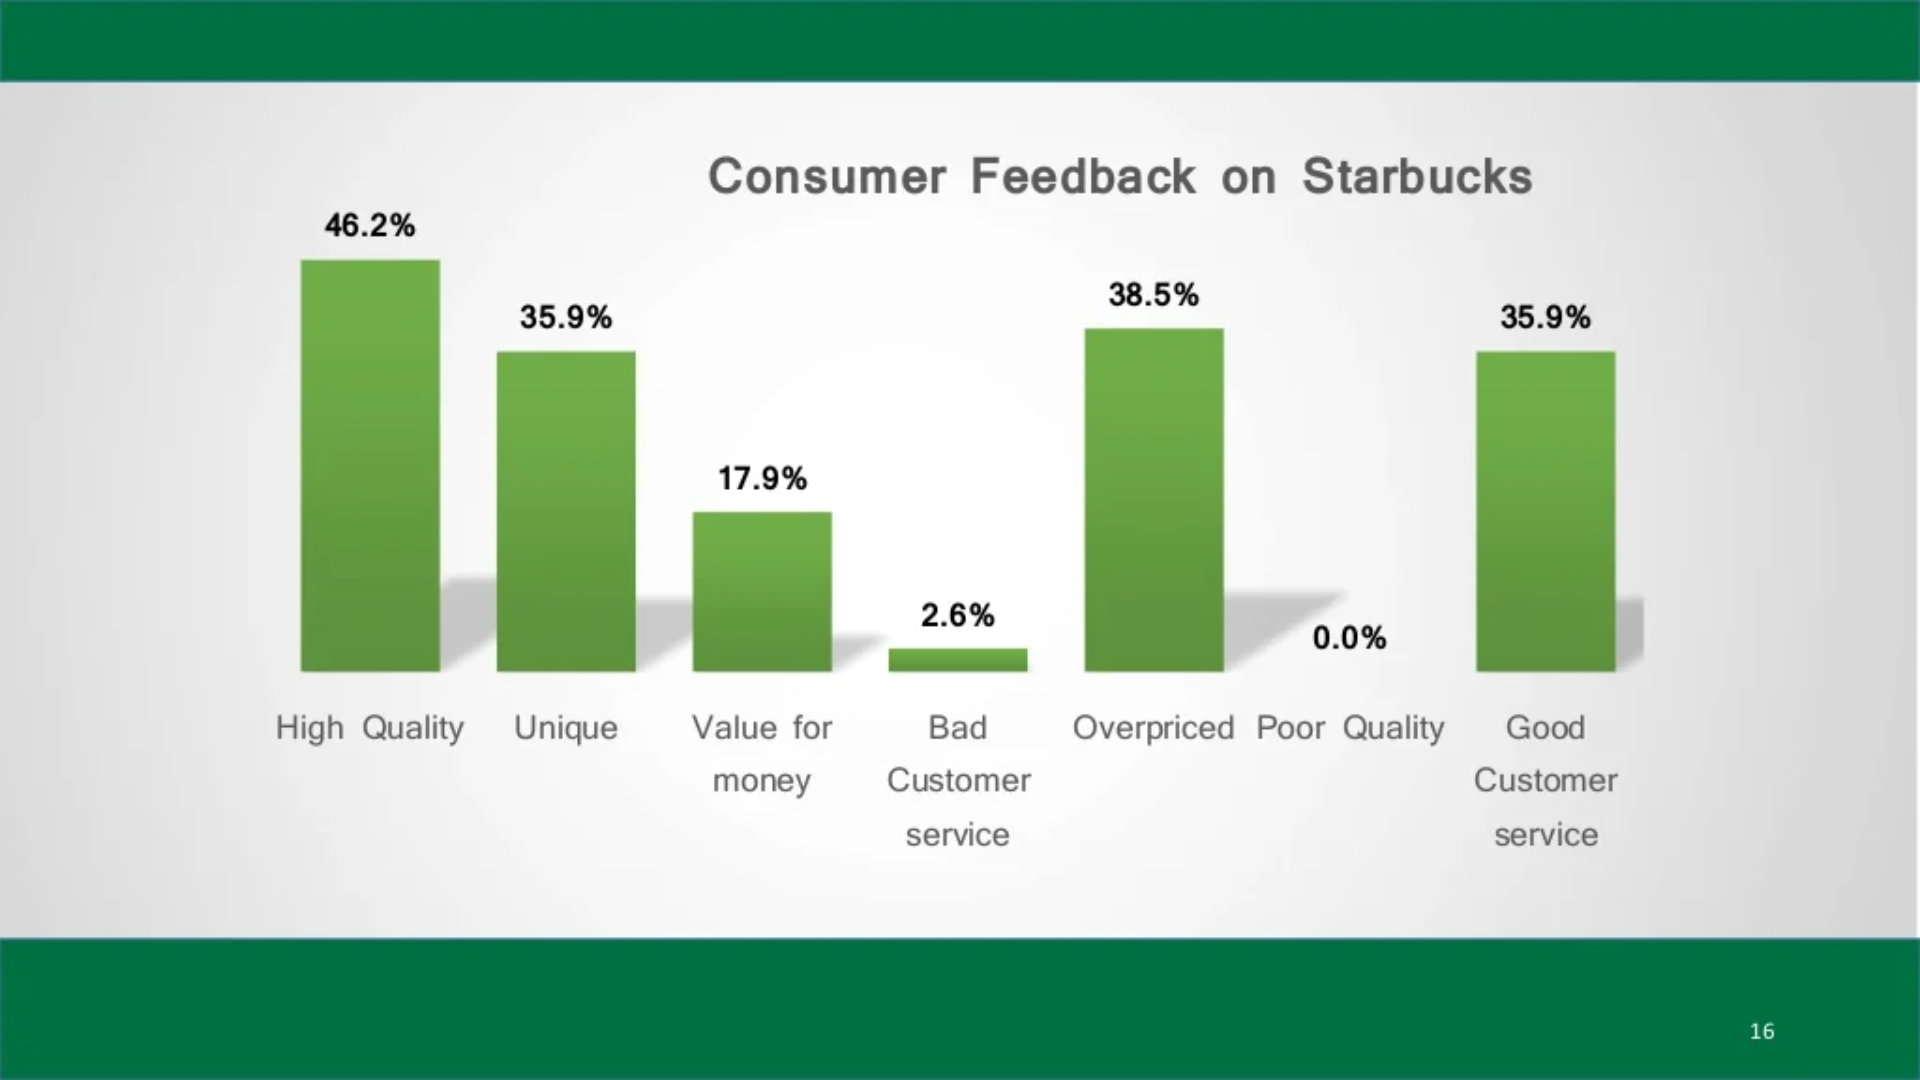 Consumer Feedback on Starbucks
46.2%
35.9%
17.9%
2.6%
38.5%
0.0%
35.9%
High Quality
Unique
Value for
money
Bad
Customer
service
Overpriced
Poor Quality
Good
Customer
service
16